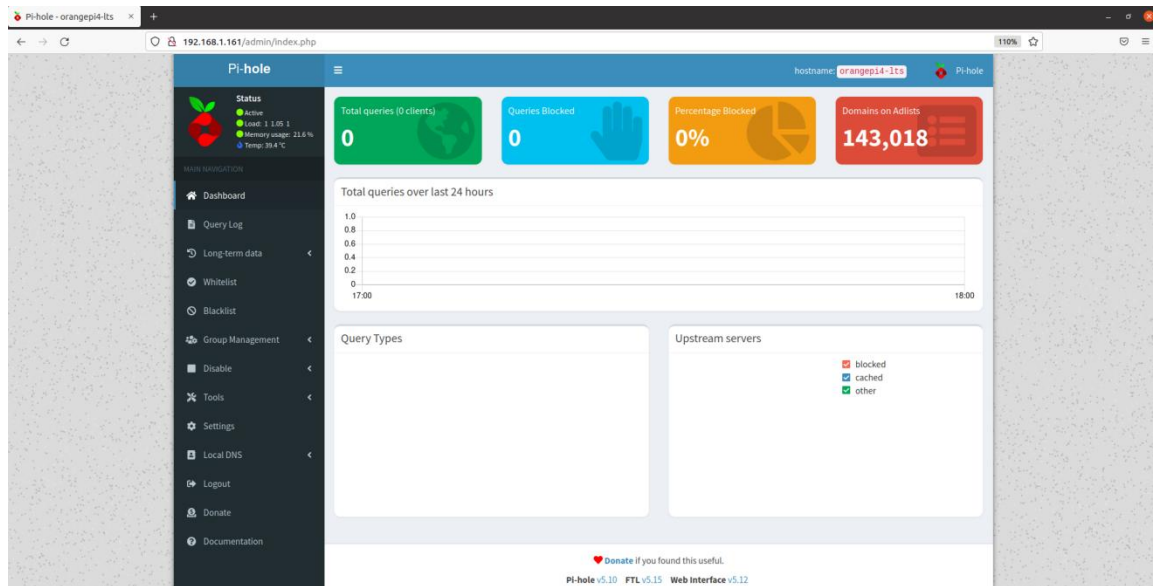 Pi-hole - orangepi4-lts
192.168.1.161/admin/index.php
110%
Pi-hole
hostname: orangepi4-lts
Pi-hole
Status
Active
Load: 1 1.05 1
Memory usage: 21.6 %
Temp: 39.4 °C
Total queries (0 clients)
0
Queries Blocked
0
Percentage Blocked
0%
Domains on Adlists
143,018
MAIN NAVIGATION
Dashboard
Query Log
Long-term data
Whitelist
Blacklist
Group Management
Disable
Tools
Settings
Local DNS
Logout
Donate
Documentation
Total queries over last 24 hours
1.0
0.8
0.6
0.4
0.2
0
17:00
18:00
Query Types
Upstream servers
blocked
cached
other
Donate if you found this useful.
Pi-hole v5.10 FTL v5.15 Web Interface v5.12